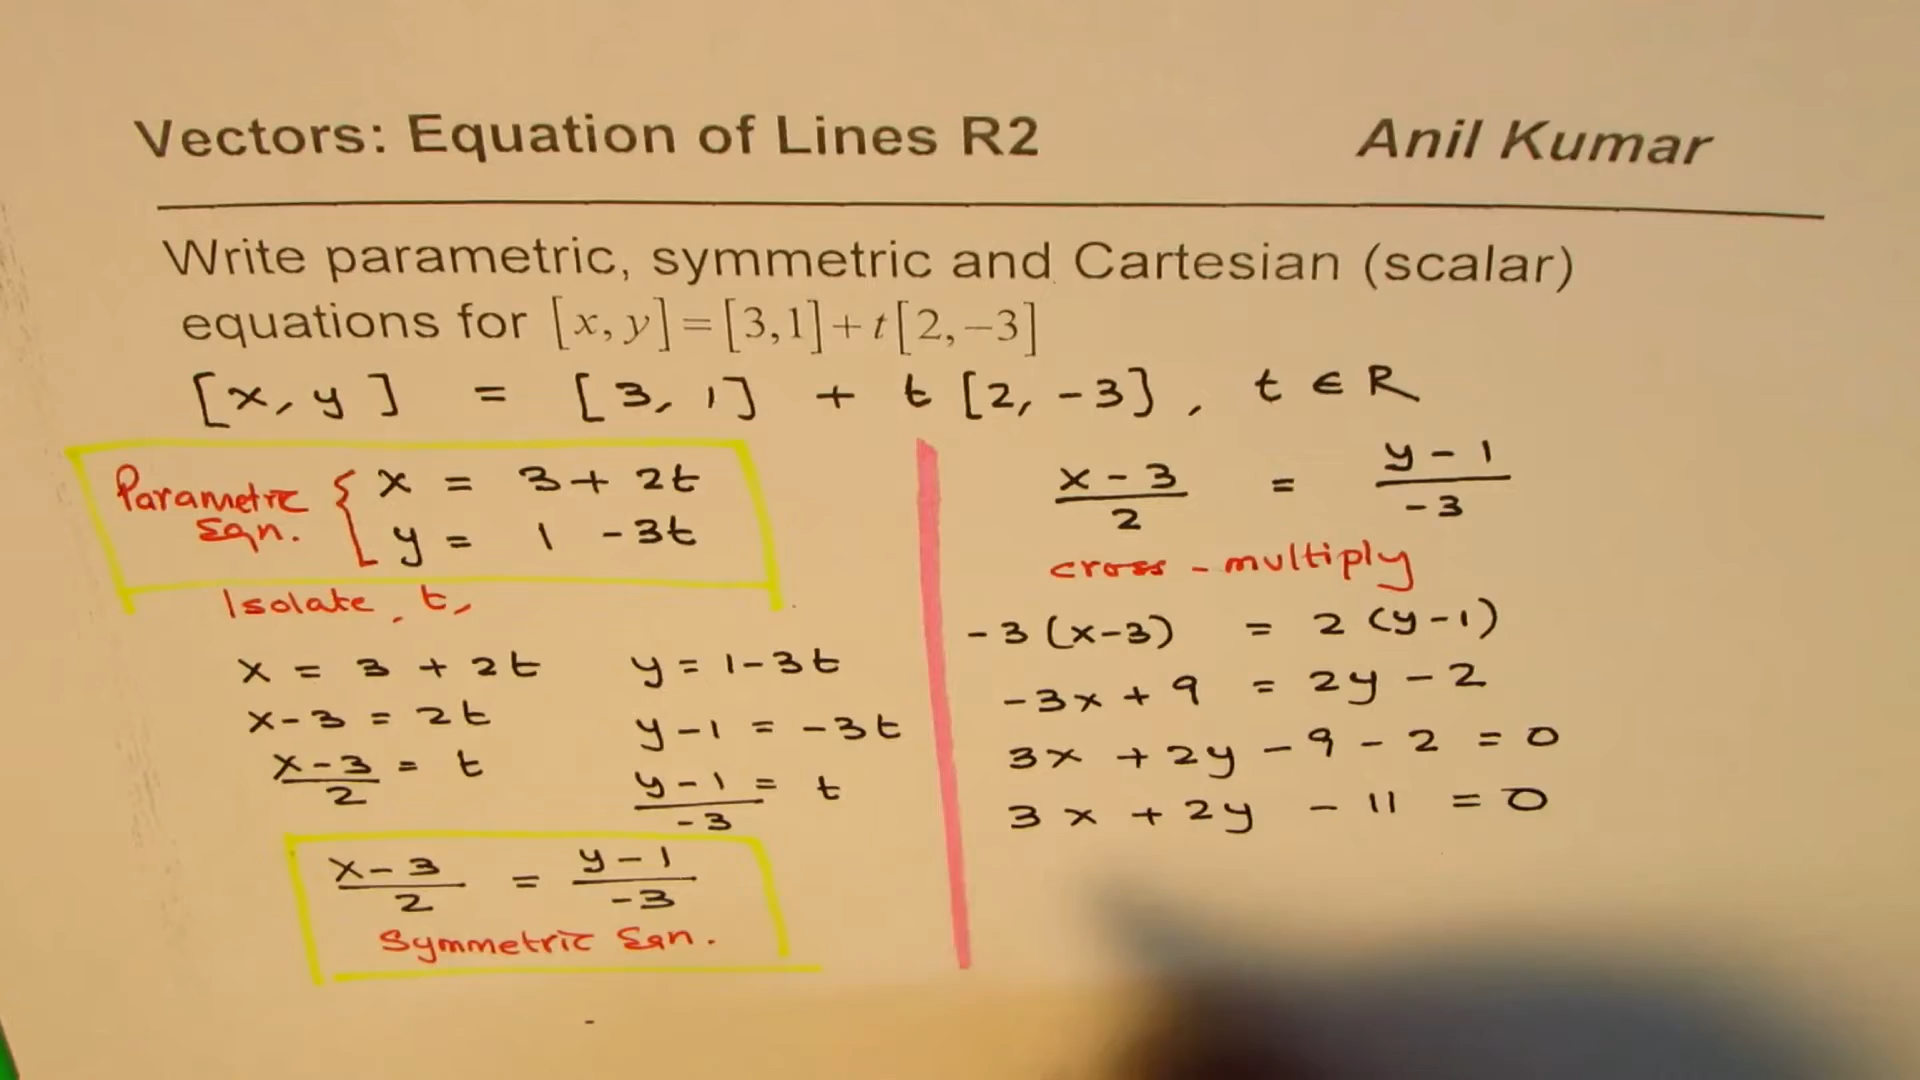 Vectors: Equation of Lines R2 Anil Kumar
Write parametric, symmetric and Cartesian (scalar)
equations for [x, y] = [3,1] + t[2,−3]
[x, y] = [3, 1] + t [2, -3], t ∈ R
Parametric Eqn. { x = 3 + 2t
y = 1 - 3t
Isolate, t,
x = 3 + 2t
x - 3 = 2t
(x - 3)/2 = t
y = 1 - 3t
y - 1 = -3t
(y - 1)/-3 = t
(x - 3)/2 = (y - 1)/-3
Symmetric Eqn.
(x - 3)/2 = (y - 1)/-3
cross - multiply
-3(x-3) = 2(y-1)
-3x + 9 = 2y - 2
3x + 2y - 9 - 2 = 0
3x + 2y - 11 = 0